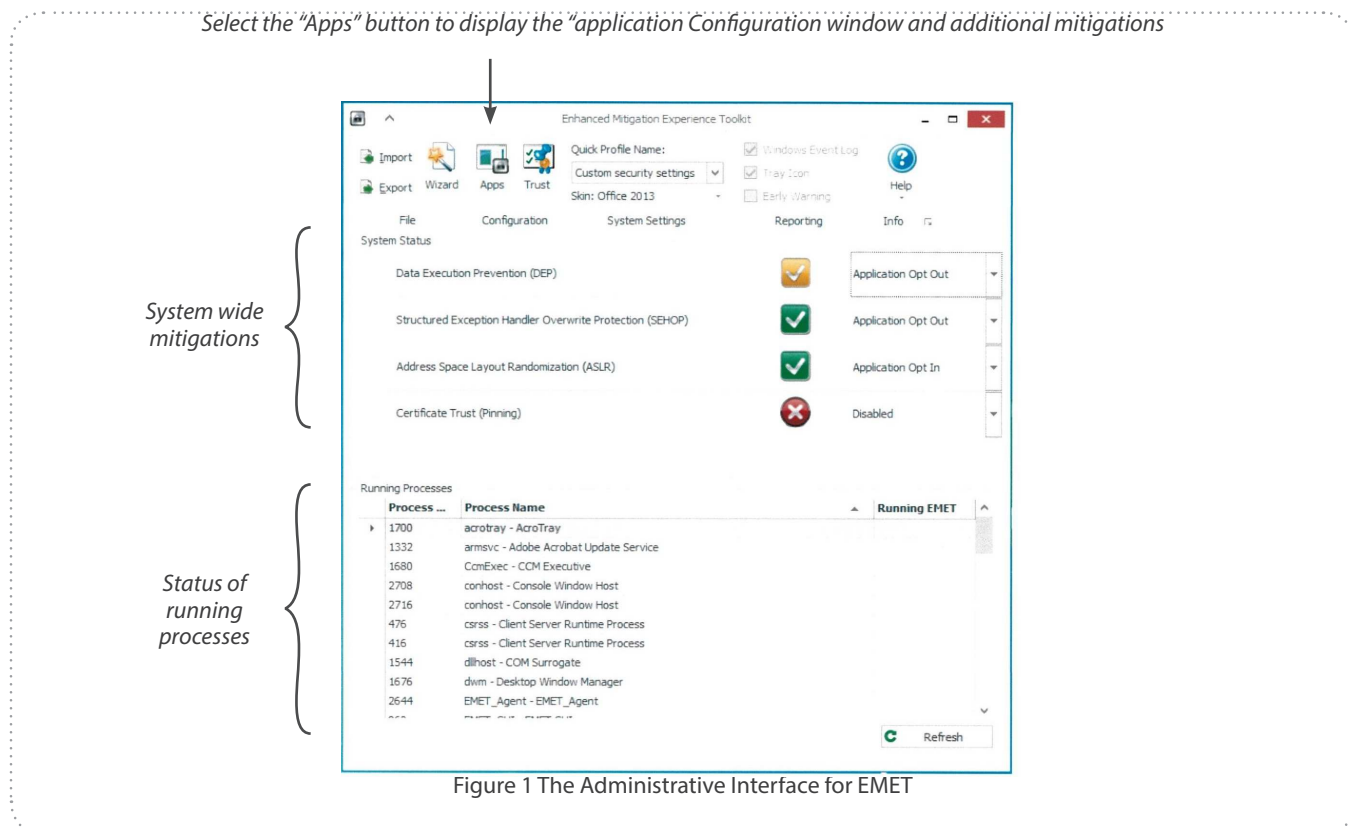 Select the “Apps” button to display the “application Configuration window and additional mitigations
Enhanced Mitigation Experience Toolkit
Import
Export
Wizard
Apps
Trust
Quick Profile Name:
Custom security settings
Skin: Office 2013
Windows Event Log
Tray Icon
Early Warning
Help
File
Configuration
System Settings
Reporting
Info
System Status
System wide
mitigations
Data Execution Prevention (DEP)
Application Opt Out
Structured Exception Handler Overwrite Protection (SEHOP)
Application Opt Out
Address Space Layout Randomization (ASLR)
Application Opt In
Certificate Trust (Pinning)
Disabled
Status of
running
processes
Running Processes
Process ... Process Name Running EMET
1700 acrotray - AcroTray
1332 armsvc - Adobe Acrobat Update Service
1680 CcmExec - CCM Executive
2708 conhost - Console Window Host
2716 conhost - Console Window Host
476 csrss - Client Server Runtime Process
416 csrss - Client Server Runtime Process
1544 dllhost - COM Surrogate
1676 dwm - Desktop Window Manager
2644 EMET_Agent - EMET_Agent
Refresh
Figure 1 The Administrative Interface for EMET